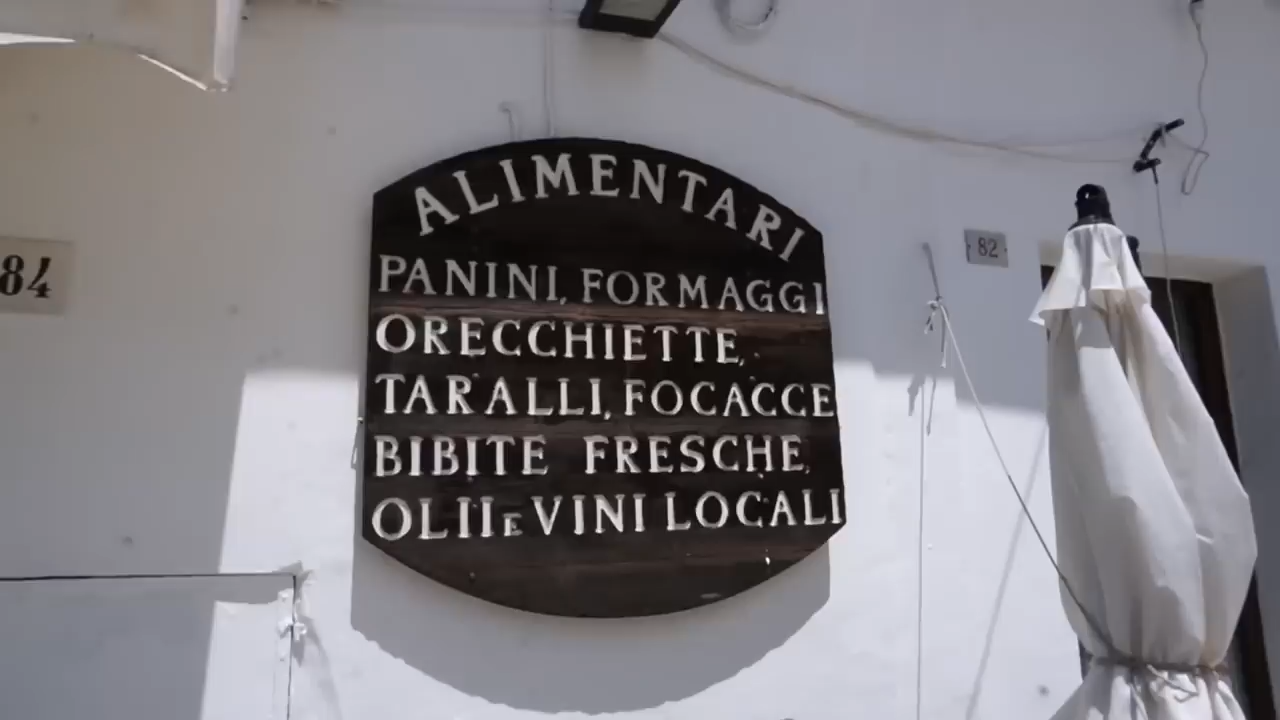 ALIMENTARI
PANINI, FORMAGGI
ORECCHIETTE,
TARALLI, FOCACCE
BIBITE FRESCHE,
OLII E VINI LOCALI
84
82